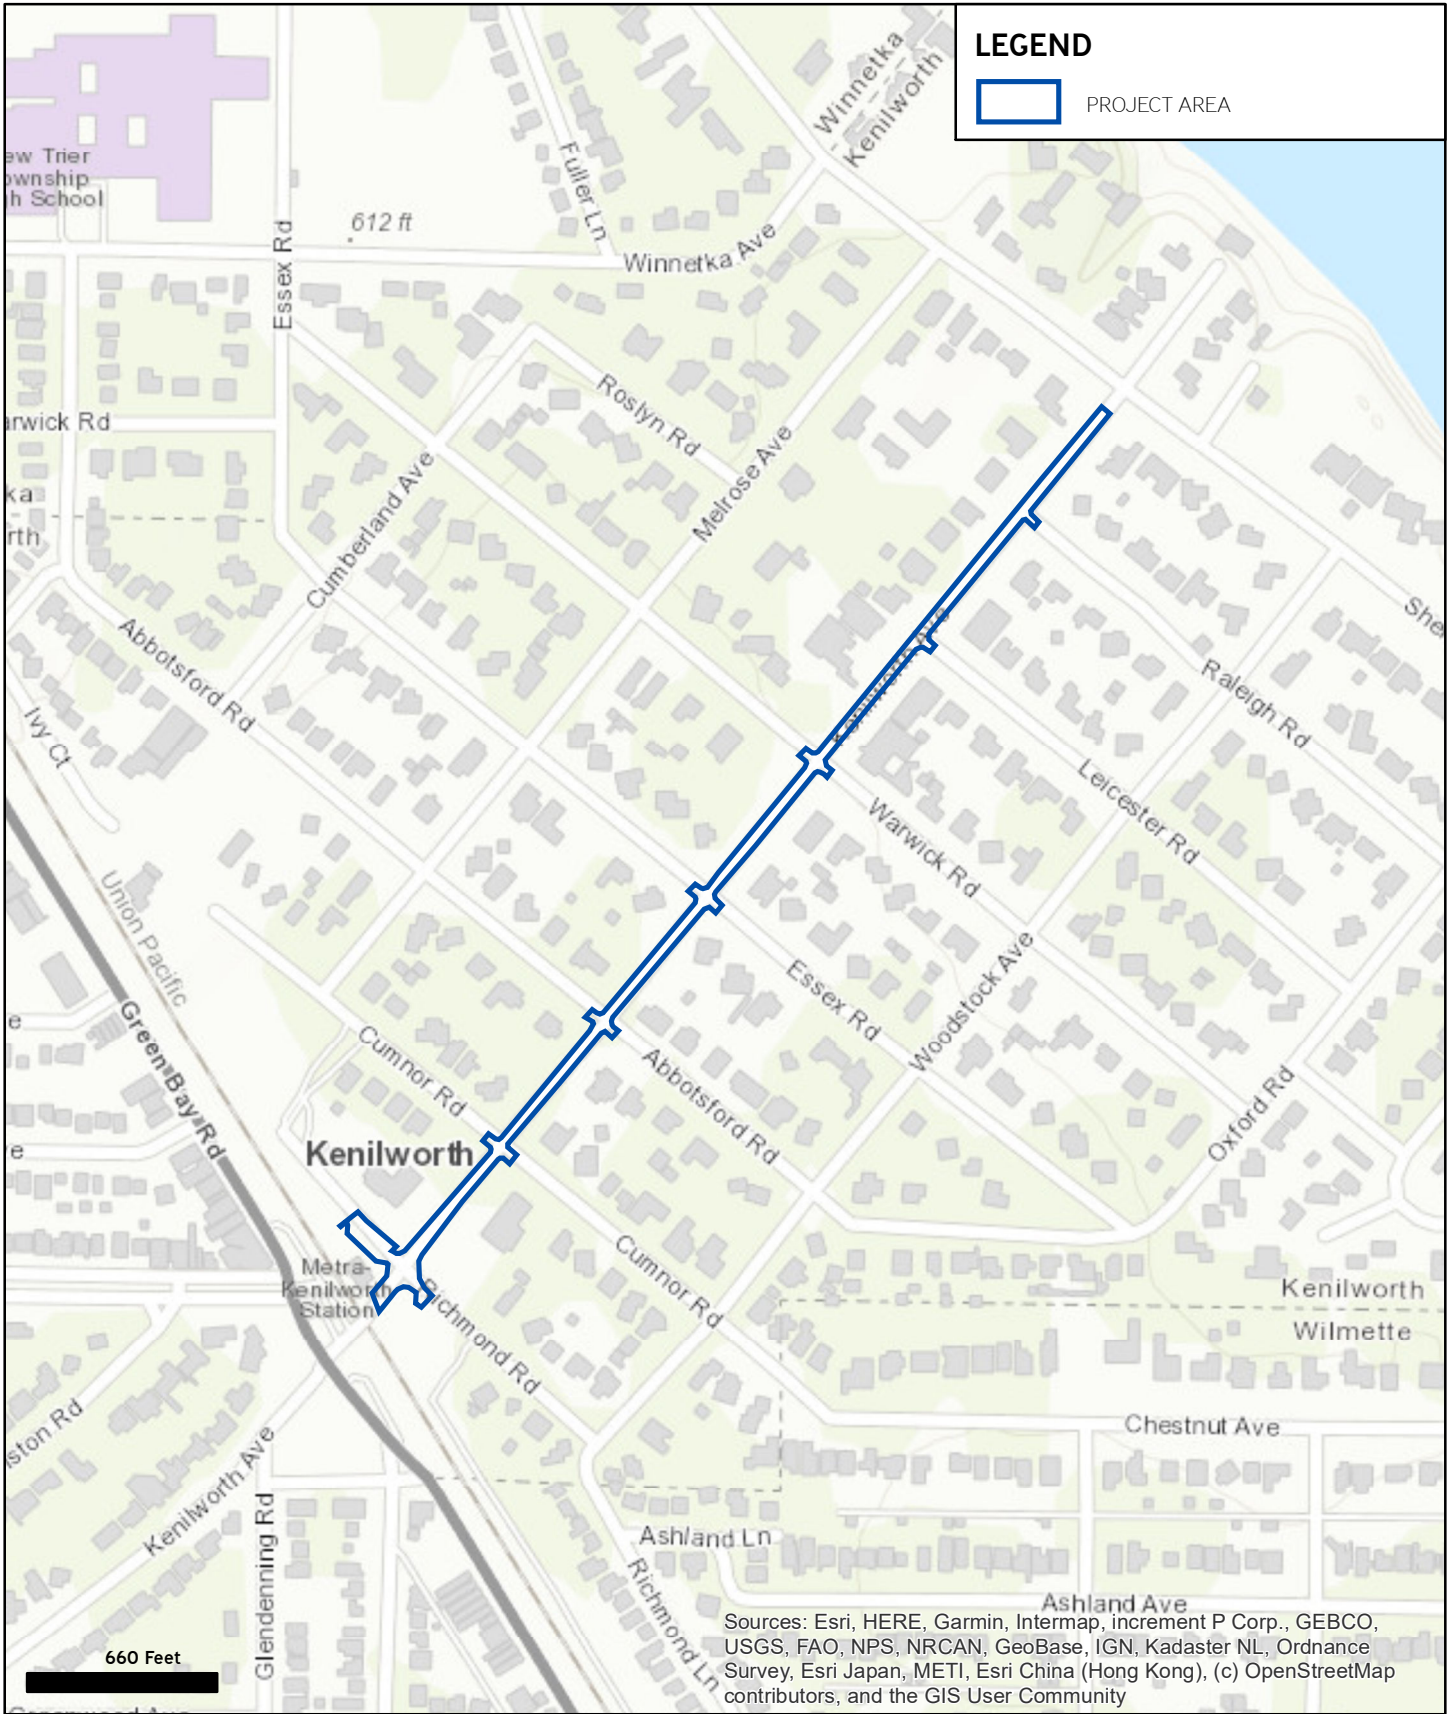 LEGEND
PROJECT AREA
Winnetka
Kenilworth
ew Trier
ownship
h School
Fuller Ln
612 ft
Essex Rd
Winnetka Ave
Roslyn Rd
arwick Rd
Melrose Ave
Cumberland Ave
ka
rth
Kenilworth Ave
She
Abbotsford Rd
Raleigh Rd
Ivy Ct
Leicester Rd
Warwick Rd
Union Pacific
Essex Rd
Woodstock Ave
Green Bay Rd
e
Cumnor Rd
Abbotsford Rd
Oxford Rd
e
Kenilworth
Metra-
Kenilworth
Station
Cumnor Rd
Richmond Rd
Kenilworth
Wilmette
ston Rd
Chestnut Ave
Kenilworth Ave
Glendenning Rd
Ashland Ln
Richmond Ln
Ashland Ave
Sources: Esri, HERE, Garmin, Intermap, increment P Corp., GEBCO,
USGS, FAO, NPS, NRCAN, GeoBase, IGN, Kadaster NL, Ordnance
Survey, Esri Japan, METI, Esri China (Hong Kong), (c) OpenStreetMap
contributors, and the GIS User Community
660 Feet